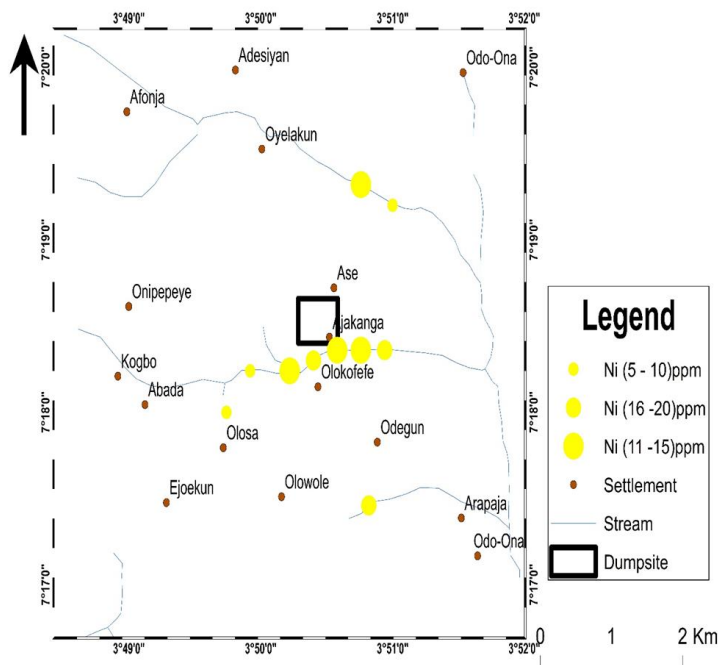 3°49'0" 3°50'0" 3°51'0" 3°52'0"
7°20'0" 7°20'0"
Adesiyan
Odo-Ona
Afonja
Oyelakun
7°19'0" 7°19'0"
Ase
Onipepeye
Ajakanga
Kogbo
Olokofefe
Abada
7°18'0" 7°18'0"
Olosa
Odegun
Ejoekun
Olowole
Arapaja
Odo-Ona
7°17'0" 7°17'0"
3°49'0" 3°50'0" 3°51'0" 3°52'0"
Legend
Ni (5 - 10)ppm
Ni (16 -20)ppm
Ni (11 -15)ppm
Settlement
Stream
Dumpsite
0 1 2 Km